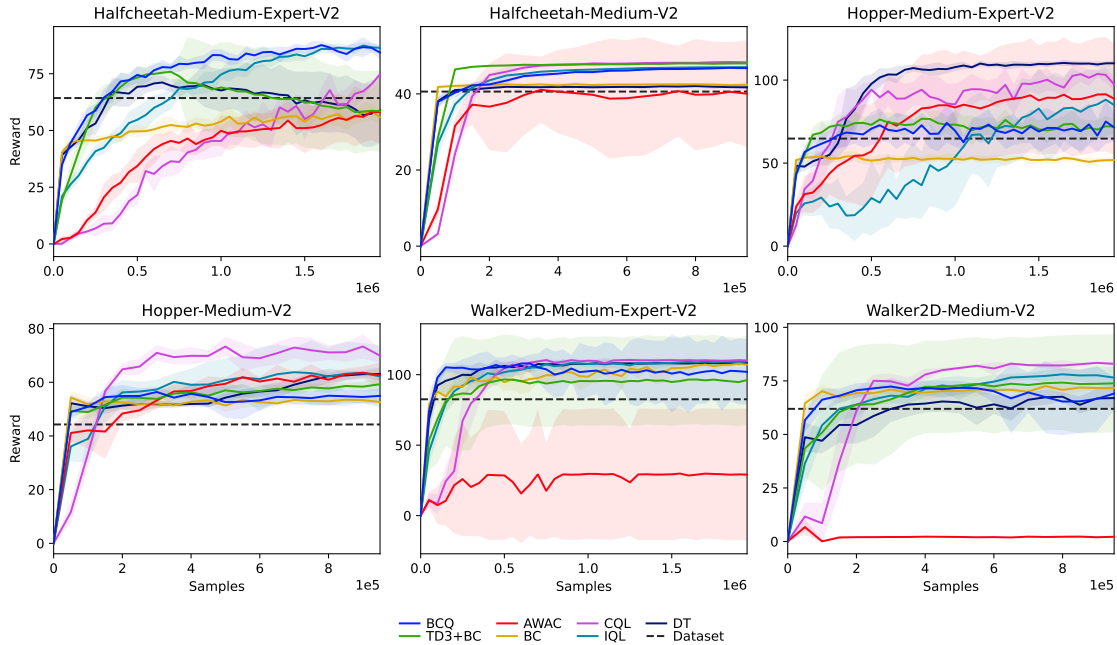 Halfcheetah-Medium-Expert-V2
Halfcheetah-Medium-V2
Hopper-Medium-Expert-V2
Reward
75
50
25
0
0.0
0.5
1.0
1.5
1e6
40
20
0
0
2
4
6
8
1e5
100
50
0
0.0
0.5
1.0
1.5
1e6
Hopper-Medium-V2
Walker2D-Medium-Expert-V2
Walker2D-Medium-V2
Reward
80
60
40
20
0
0
2
4
6
8
1e5
Samples
100
50
0
0.0
0.5
1.0
1.5
1e6
Samples
100
75
50
25
0
0
2
4
6
8
1e5
Samples
BCQ
AWAC
CQL
DT
TD3+BC
BC
IQL
Dataset